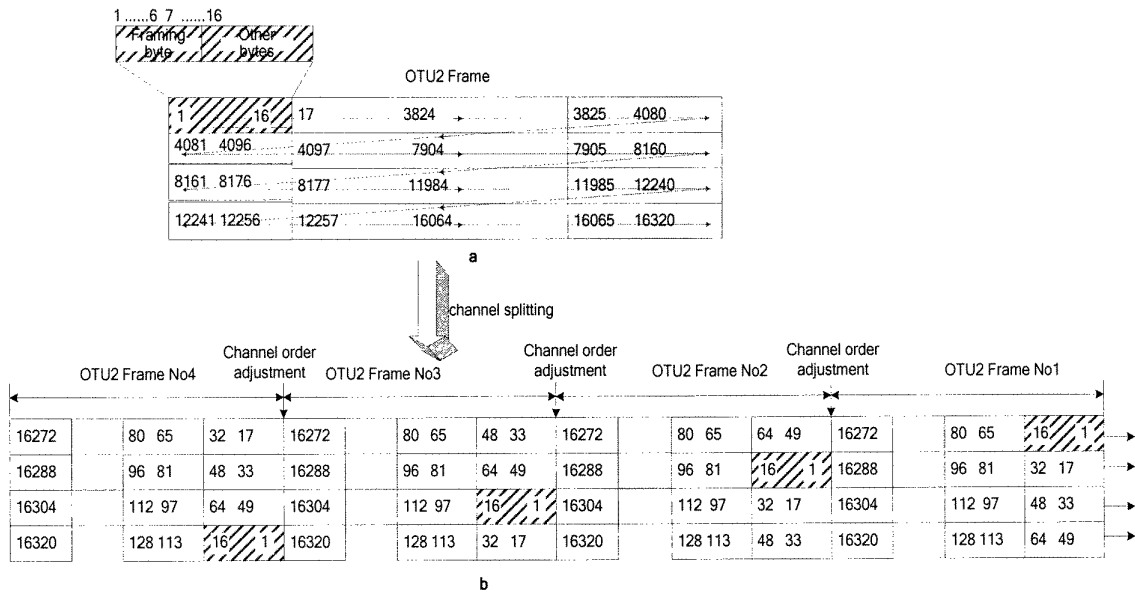 1 ......6 7 ......16
Framing byte Other bytes
OTU2 Frame
1 16 17 3824 3825 4080
4081 4096 4097 7904 7905 8160
8161 8176 8177 11984 11985 12240
12241 12256 12257 16064 16065 16320
a
channel splitting
Channel order adjustment Channel order adjustment Channel order adjustment
OTU2 Frame No4 OTU2 Frame No3 OTU2 Frame No2 OTU2 Frame No1
16272 80 65 32 17 16272 80 65 48 33 16272 80 65 64 49 16272 80 65 16 1
16288 96 81 48 33 16288 96 81 64 49 16288 96 81 16 1 16288 96 81 32 17
16304 112 97 64 49 16304 112 97 16 1 16304 112 97 32 17 16304 112 97 48 33
16320 128 113 16 1 16320 128 113 32 17 16320 128 113 48 33 16320 128 113 64 49
b